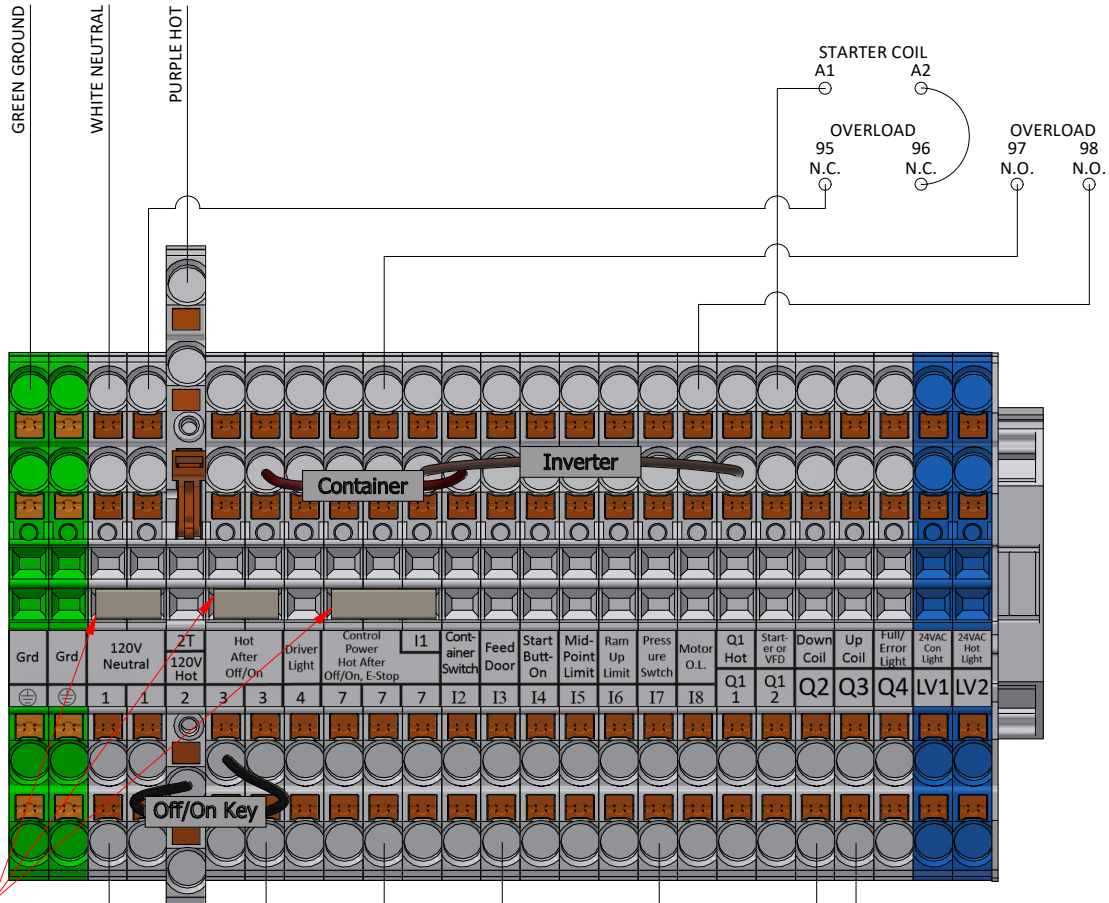 GREEN GROUND
WHITE NEUTRAL
PURPLE HOT
STARTER COIL
A1 A2
OVERLOAD OVERLOAD
95 96 97 98
N.C. N.C. N.O. N.O.
Inverter
Container
Grd
Grd
120V
Neutral
2T
120V
Hot
Hot
After
Off/On
Driver
Light
Control
Power
Hot After
Off/On, E-Stop
I1
Cont-
ainer
Switch
Feed
Door
Start
Butt-
On
Mid-
Point
Limit
Ram
Up
Limit
Press
ure
Swtch
Motor
O.L.
Q1
Hot
Start-
er or
VFD
Down
Coil
Up
Coil
Full/
Error
Light
24VAC
Con
Light
24VAC
Hot
Light
1 1 2 3 3 4 7 7 7 I2 I3 I4 I5 I6 I7 I8 Q1 1 Q1 2 Q2 Q3 Q4 LV1 LV2
Off/On Key